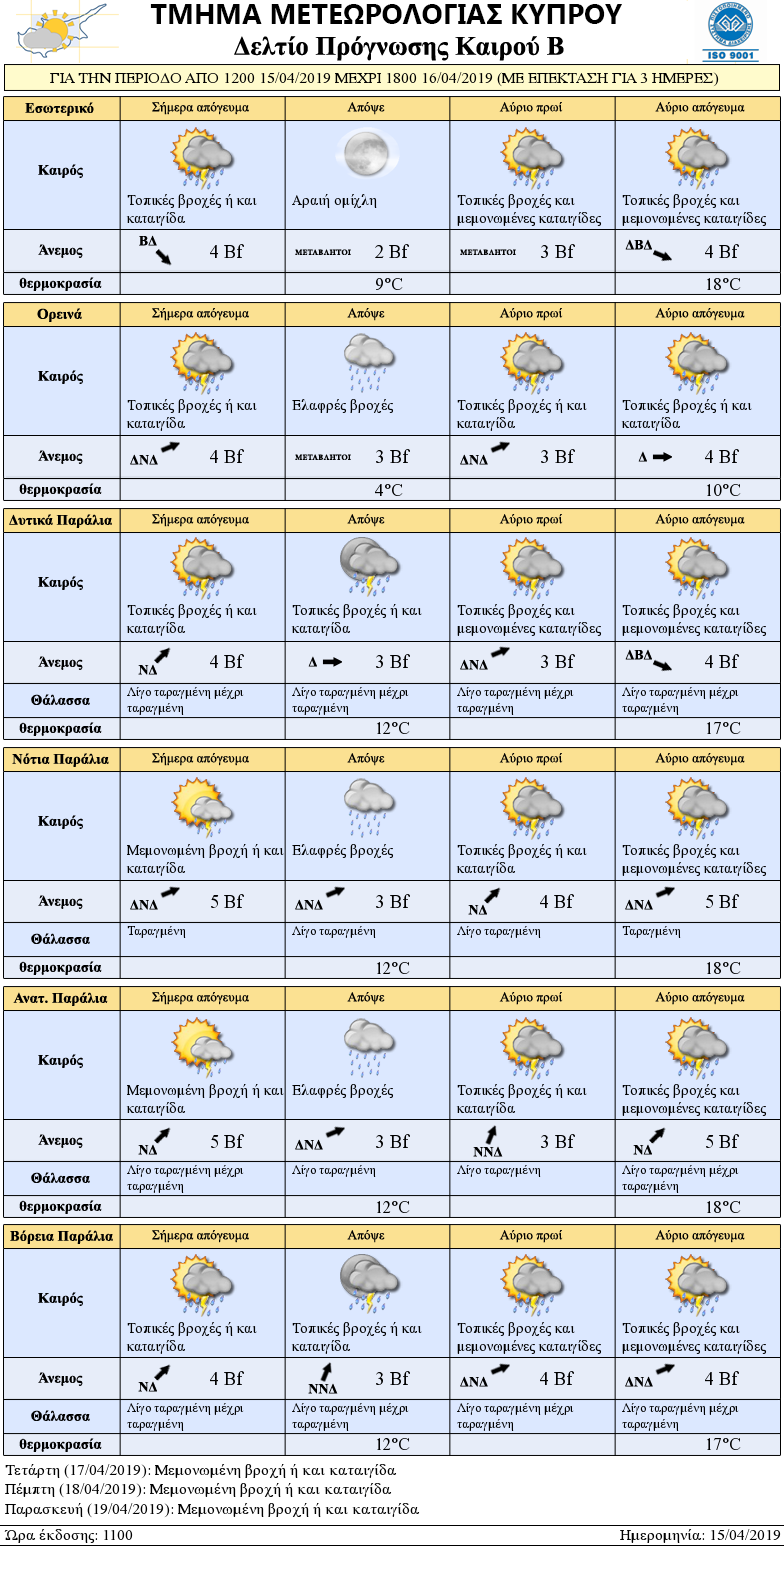 ΤΜΗΜΑ ΜΕΤΕΩΡΟΛΟΓΙΑΣ ΚΥΠΡΟΥ
Δελτίο Πρόγνωσης Καιρού Β
ISO 9001
ΓΙΑ ΤΗΝ ΠΕΡΙΟΔΟ ΑΠΟ 1200 15/04/2019 ΜΕΧΡΙ 1800 16/04/2019 (ΜΕ ΕΠΕΚΤΑΣΗ ΓΙΑ 3 ΗΜΕΡΕΣ)
Εσωτερικό Σήμερα απόγευμα Απόψε Αύριο πρωί Αύριο απόγευμα
Καιρός
Τοπικές βροχές ή και Αραιή ομίχλη Τοπικές βροχές και Τοπικές βροχές και
καταιγίδα μεμονωμένες καταιγίδες μεμονωμένες καταιγίδες
Άνεμος ΒΔ 4 Bf ΜΕΤΑΒΛΗΤΟΙ 2 Bf ΜΕΤΑΒΛΗΤΟΙ 3 Bf ΔΒΔ 4 Bf
θερμοκρασία 9°C 18°C
Ορεινά Σήμερα απόγευμα Απόψε Αύριο πρωί Αύριο απόγευμα
Καιρός
Τοπικές βροχές ή και Ελαφρές βροχές Τοπικές βροχές ή και Τοπικές βροχές ή και
καταιγίδα καταιγίδα καταιγίδα
Άνεμος ΔΝΔ 4 Bf ΜΕΤΑΒΛΗΤΟΙ 3 Bf ΔΝΔ 3 Bf Δ 4 Bf
θερμοκρασία 4°C 10°C
Δυτικά Παράλια Σήμερα απόγευμα Απόψε Αύριο πρωί Αύριο απόγευμα
Καιρός
Τοπικές βροχές ή και Τοπικές βροχές ή και Τοπικές βροχές και Τοπικές βροχές και
καταιγίδα καταιγίδα μεμονωμένες καταιγίδες μεμονωμένες καταιγίδες
Άνεμος ΝΔ 4 Bf Δ 3 Bf ΔΝΔ 3 Bf ΔΒΔ 4 Bf
Θάλασσα Λίγο ταραγμένη μέχρι Λίγο ταραγμένη μέχρι Λίγο ταραγμένη μέχρι Λίγο ταραγμένη μέχρι
ταραγμένη ταραγμένη ταραγμένη ταραγμένη
θερμοκρασία 12°C 17°C
Νότια Παράλια Σήμερα απόγευμα Απόψε Αύριο πρωί Αύριο απόγευμα
Καιρός
Μεμονωμένη βροχή ή και Ελαφρές βροχές Τοπικές βροχές ή και Τοπικές βροχές και
καταιγίδα καταιγίδα μεμονωμένες καταιγίδες
Άνεμος ΔΝΔ 5 Bf ΔΝΔ 3 Bf ΝΔ 4 Bf ΔΝΔ 5 Bf
Θάλασσα Ταραγμένη Λίγο ταραγμένη Λίγο ταραγμένη Ταραγμένη
θερμοκρασία 12°C 18°C
Ανατ. Παράλια Σήμερα απόγευμα Απόψε Αύριο πρωί Αύριο απόγευμα
Καιρός
Μεμονωμένη βροχή ή και Ελαφρές βροχές Τοπικές βροχές ή και Τοπικές βροχές και
καταιγίδα καταιγίδα μεμονωμένες καταιγίδες
Άνεμος ΝΔ 5 Bf ΔΝΔ 3 Bf ΝΝΔ 3 Bf ΝΔ 5 Bf
Θάλασσα Λίγο ταραγμένη μέχρι Λίγο ταραγμένη Λίγο ταραγμένη Λίγο ταραγμένη μέχρι
ταραγμένη ταραγμένη
θερμοκρασία 12°C 18°C
Βόρεια Παράλια Σήμερα απόγευμα Απόψε Αύριο πρωί Αύριο απόγευμα
Καιρός
Τοπικές βροχές ή και Τοπικές βροχές ή και Τοπικές βροχές και Τοπικές βροχές και
καταιγίδα καταιγίδα μεμονωμένες καταιγίδες μεμονωμένες καταιγίδες
Άνεμος ΝΔ 4 Bf ΝΝΔ 3 Bf ΔΝΔ 4 Bf ΔΝΔ 4 Bf
Θάλασσα Λίγο ταραγμένη μέχρι Λίγο ταραγμένη μέχρι Λίγο ταραγμένη μέχρι Λίγο ταραγμένη μέχρι
ταραγμένη ταραγμένη ταραγμένη ταραγμένη
θερμοκρασία 12°C 17°C
Τετάρτη (17/04/2019): Μεμονωμένη βροχή ή και καταιγίδα
Πέμπτη (18/04/2019): Μεμονωμένη βροχή ή και καταιγίδα
Παρασκευή (19/04/2019): Μεμονωμένη βροχή ή και καταιγίδα
Ώρα έκδοσης: 1100 Ημερομηνία: 15/04/2019